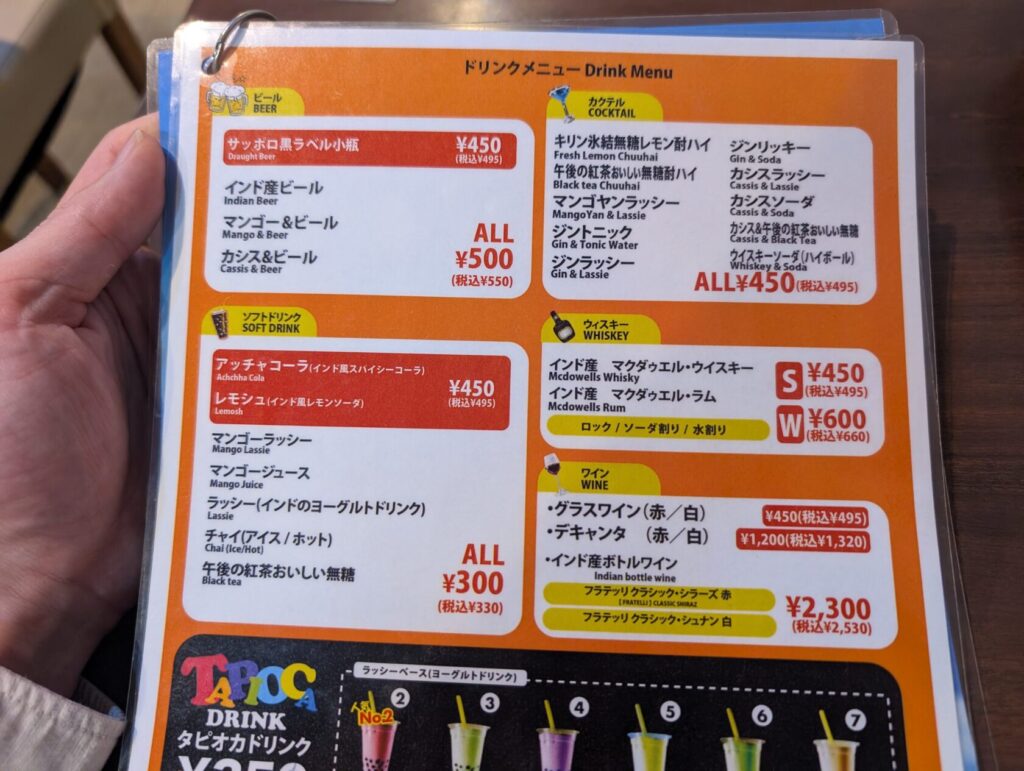 ドリンクメニュー Drink Menu
ビール
BEER
サッポロ黒ラベル小瓶
Draught Beer
¥450
(税込¥495)
インド産ビール
Indian Beer
マンゴー&ビール
Mango & Beer
カシス&ビール
Cassis & Beer
ALL
¥500
(税込¥550)
カクテル
COCKTAIL
キリン氷結無糖レモン酎ハイ
Fresh Lemon Chuuhai
午後の紅茶おいしい無糖酎ハイ
Black tea Chuuhai
マンゴヤンラッシー
MangoYan & Lassie
ジントニック
Gin & Tonic Water
ジンラッシー
Gin & Lassie
ジンリッキー
Gin & Soda
カシスラッシー
Cassis & Lassie
カシスソーダ
Cassis & Soda
カシス&午後の紅茶おいしい無糖
Cassis & Black Tea
ウイスキーソーダ(ハイボール)
Whiskey & Soda
ALL¥450(税込¥495)
ソフトドリンク
SOFT DRINK
アッチャコーラ(インド風スパイシーコーラ)
Achchha Cola
レモシュ(インド風レモンソーダ)
Lemosh
¥450
(税込¥495)
マンゴーラッシー
Mango Lassie
マンゴージュース
Mango Juice
ラッシー(インドのヨーグルトドリンク)
Lassie
チャイ(アイス / ホット)
Chai (Ice/Hot)
午後の紅茶おいしい無糖
Black tea
ALL
¥300
(税込¥330)
ウィスキー
WHISKEY
インド産 マクダゥエル・ウイスキー
Mcdowells Whisky
インド産 マクダゥエル・ラム
Mcdowells Rum
ロック / ソーダ割り / 水割り
S ¥450
(税込¥495)
W ¥600
(税込¥660)
ワイン
WINE
・グラスワイン(赤/白) ¥450(税込¥495)
・デキャンタ (赤/白) ¥1,200(税込¥1,320)
・インド産ボトルワイン
Indian bottle wine
フラテッリ クラシック・シラーズ 赤
[ FRATELLI ] CLASSIC SHIRAZ
フラテッリ クラシック・シュナン 白
¥2,300
(税込¥2,530)
TAPIOCA
DRINK
タピオカドリンク
ラッシーベース(ヨーグルトドリンク)
人気
No.2
2
3
4
5
6
7